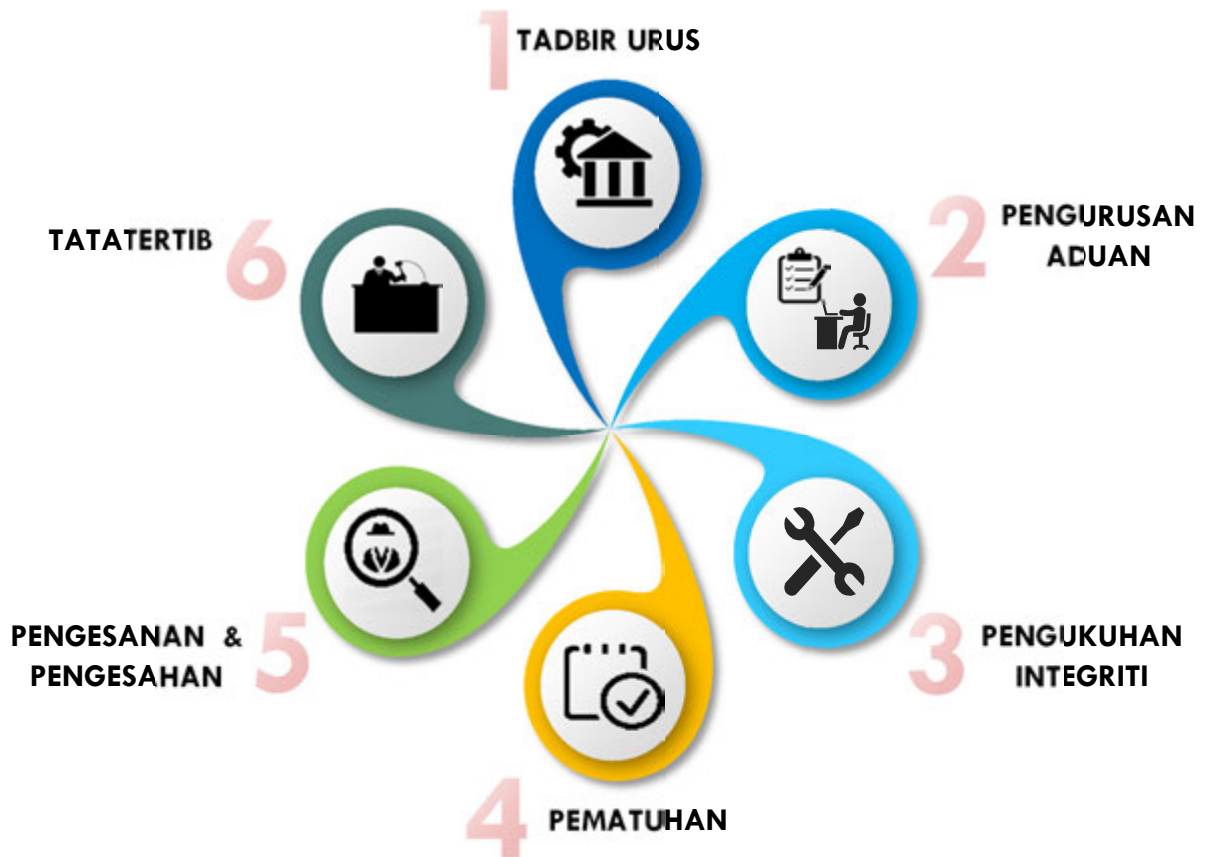 1 TADBIR URUS
2 PENGURUSAN
ADUAN
3 PENGUKUHAN
INTEGRITI
4 PEMATUHAN
5 PENGESANAN &
PENGESAHAN
6 TATATERTIB